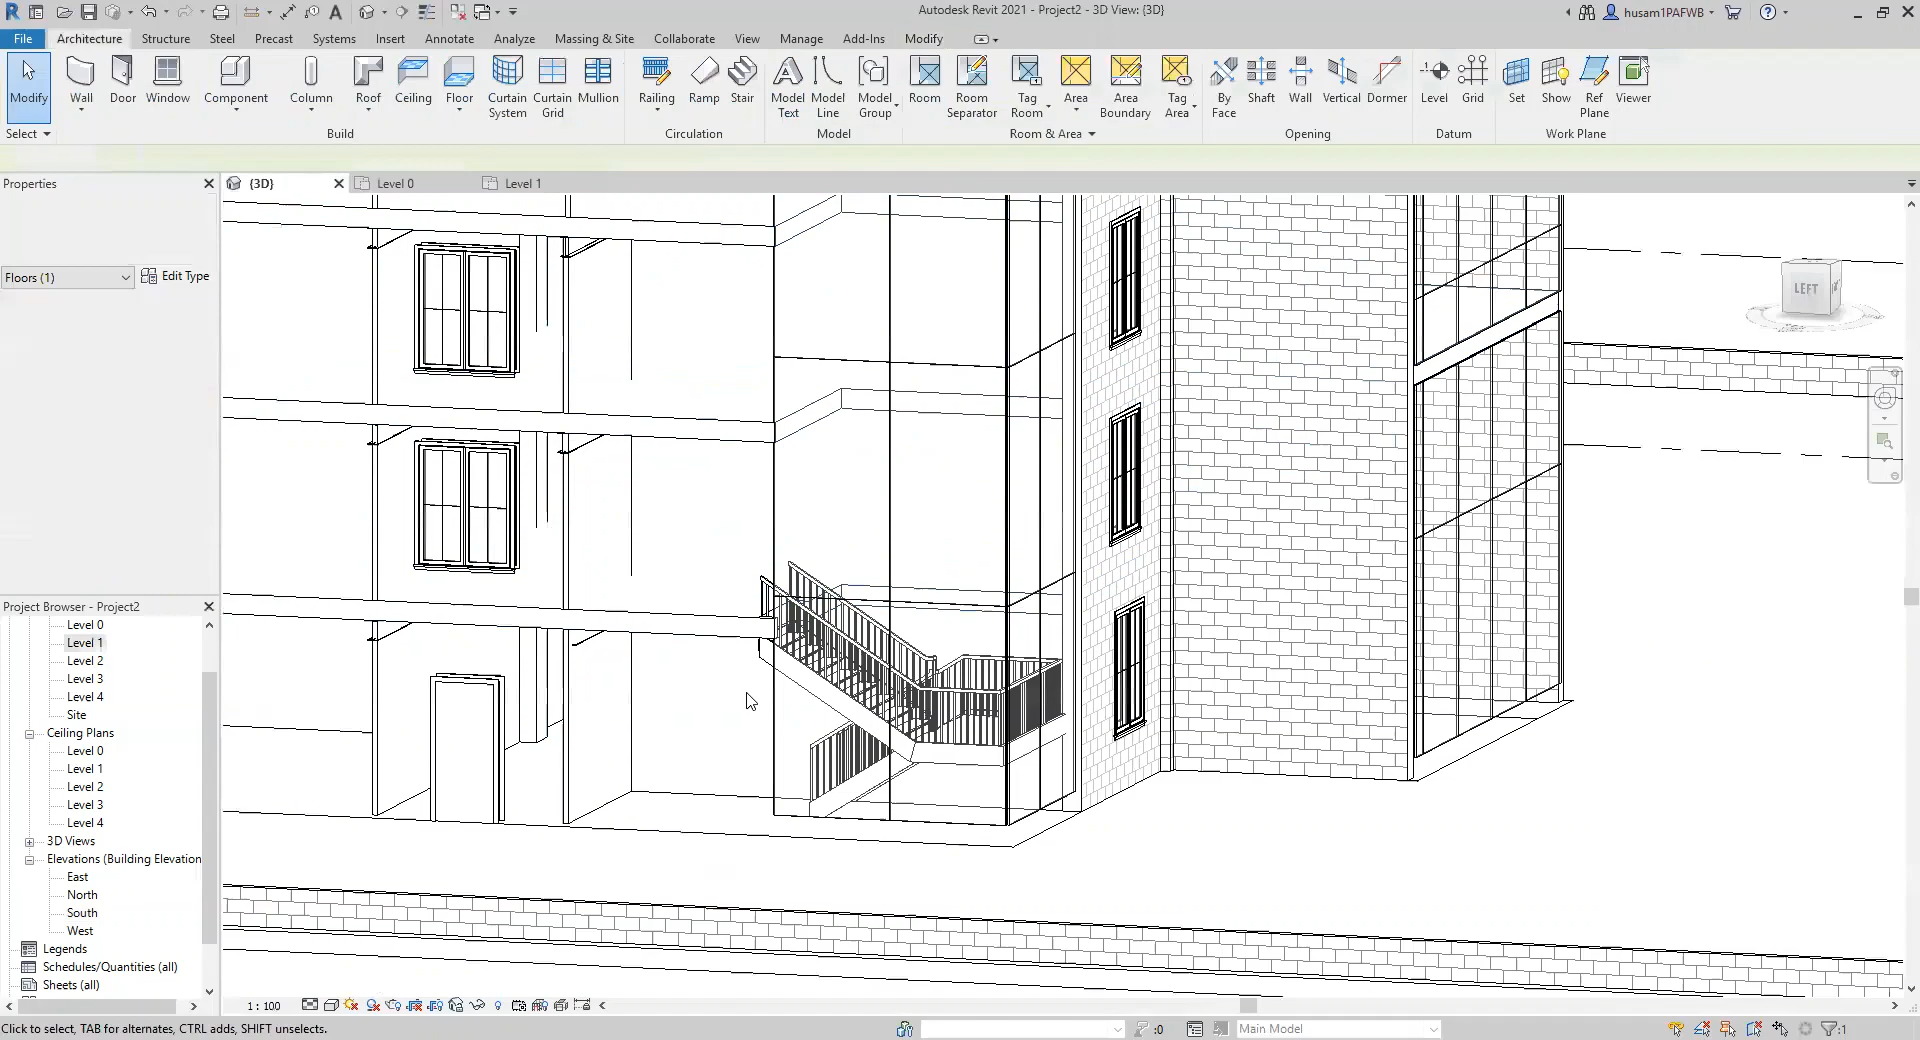 Autodesk Revit 2021 - Project2 - 3D View: {3D}
husam1PAFWB
File Architecture Structure Steel Precast Systems Insert Annotate Analyze Massing & Site Collaborate View Manage Add-Ins Modify
Modify Wall Door Window Component Column Roof Ceiling Floor Curtain System Curtain Grid Mullion Railing Ramp Stair Model Text Model Line Model Group Room Room Separator Tag Room Area Area Boundary Tag Area By Face Shaft Wall Vertical Dormer Level Grid Set Show Ref Plane Viewer
Select Build Circulation Model Room & Area Opening Datum Work Plane
Properties
{3D} Level 0 Level 1
Floors (1) Edit Type
LEFT
Project Browser - Project2
Level 0
Level 1
Level 2
Level 3
Level 4
Site
Ceiling Plans
Level 0
Level 1
Level 2
Level 3
Level 4
3D Views
Elevations (Building Elevation
East
North
South
West
Legends
Schedules/Quantities (all)
Sheets (all)
1 : 100
Click to select, TAB for alternates, CTRL adds, SHIFT unselects.
:0
Main Model
:1